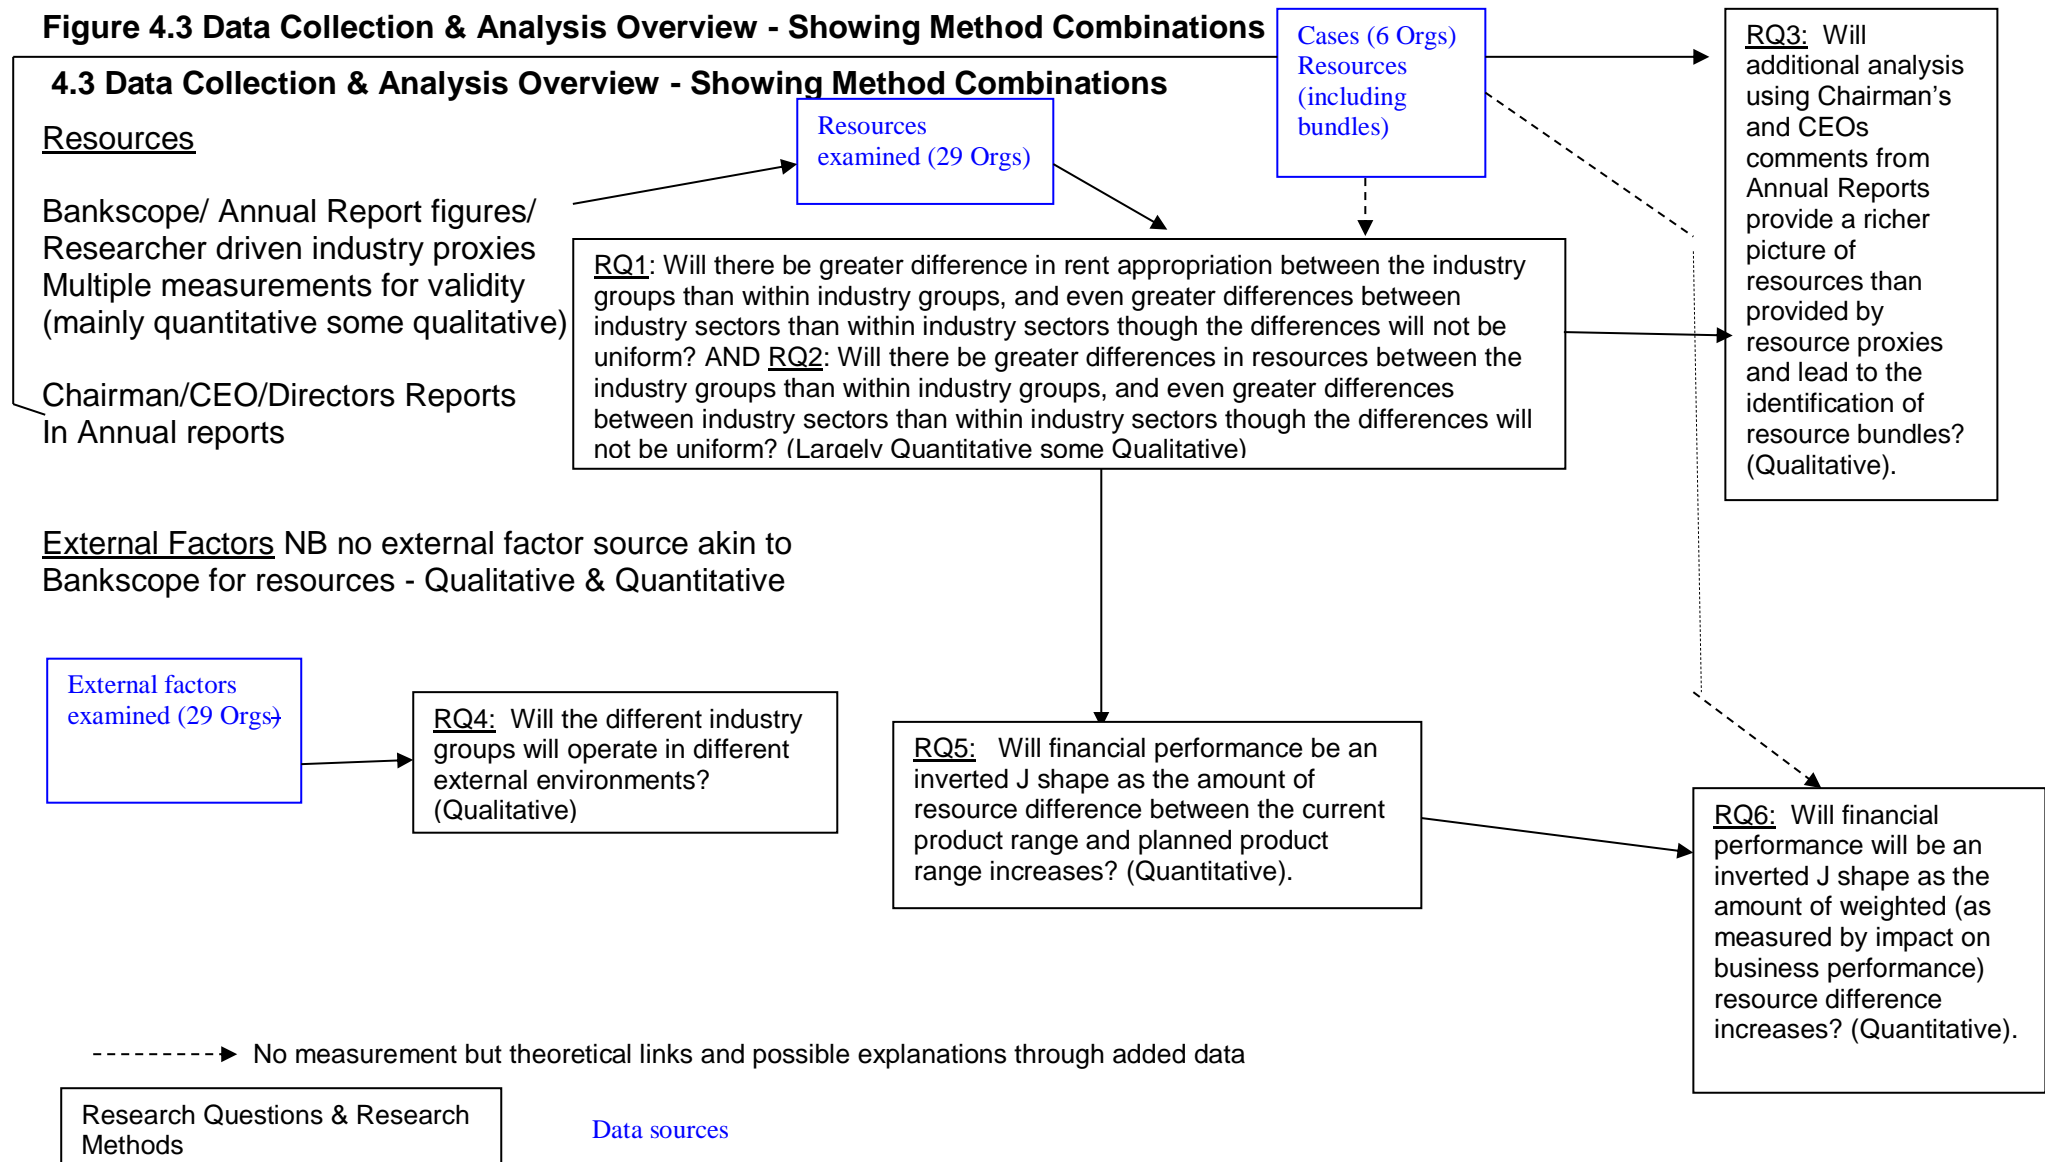 Figure 4.3 Data Collection & Analysis Overview - Showing Method Combinations
4.3 Data Collection & Analysis Overview - Showing Method Combinations
Resources
Bankscope/ Annual Report figures/
Researcher driven industry proxies
Multiple measurements for validity
(mainly quantitative some qualitative)
Chairman/CEO/Directors Reports
In Annual reports
Resources
examined (29 Orgs)
Cases (6 Orgs)
Resources
(including
bundles)
RQ3:  Will
additional analysis
using Chairman’s
and CEOs
comments from
Annual Reports
provide a richer
picture of
resources than
provided by
resource proxies
and lead to the
identification of
resource bundles?
(Qualitative).
RQ1: Will there be greater difference in rent appropriation between the industry
groups than within industry groups, and even greater differences between
industry sectors than within industry sectors though the differences will not be
uniform? AND RQ2: Will there be greater differences in resources between the
industry groups than within industry groups, and even greater differences
between industry sectors than within industry sectors though the differences will
not be uniform? (Largely Quantitative some Qualitative)
External Factors NB no external factor source akin to
Bankscope for resources - Qualitative & Quantitative
External factors
examined (29 Orgs)
RQ4:  Will the different industry
groups will operate in different
external environments?
(Qualitative)
RQ5:   Will financial performance be an
inverted J shape as the amount of
resource difference between the current
product range and planned product
range increases? (Quantitative).
RQ6:  Will financial
performance will be an
inverted J shape as the
amount of weighted (as
measured by impact on
business performance)
resource difference
increases? (Quantitative).
No measurement but theoretical links and possible explanations through added data
Research Questions & Research
Methods
Data sources